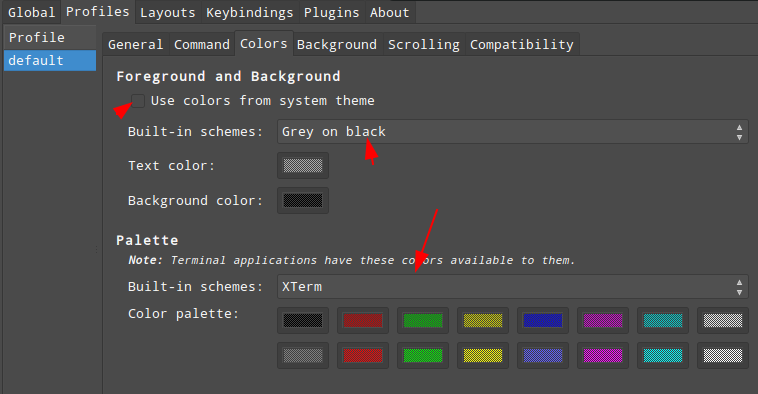 Global Profiles Layouts Keybindings Plugins About
Profile
default
General Command Colors Background Scrolling Compatibility
Foreground and Background
Use colors from system theme
Built-in schemes: Grey on black
Text color:
Background color:
Palette
Note: Terminal applications have these colors available to them.
Built-in schemes: XTerm
Color palette: